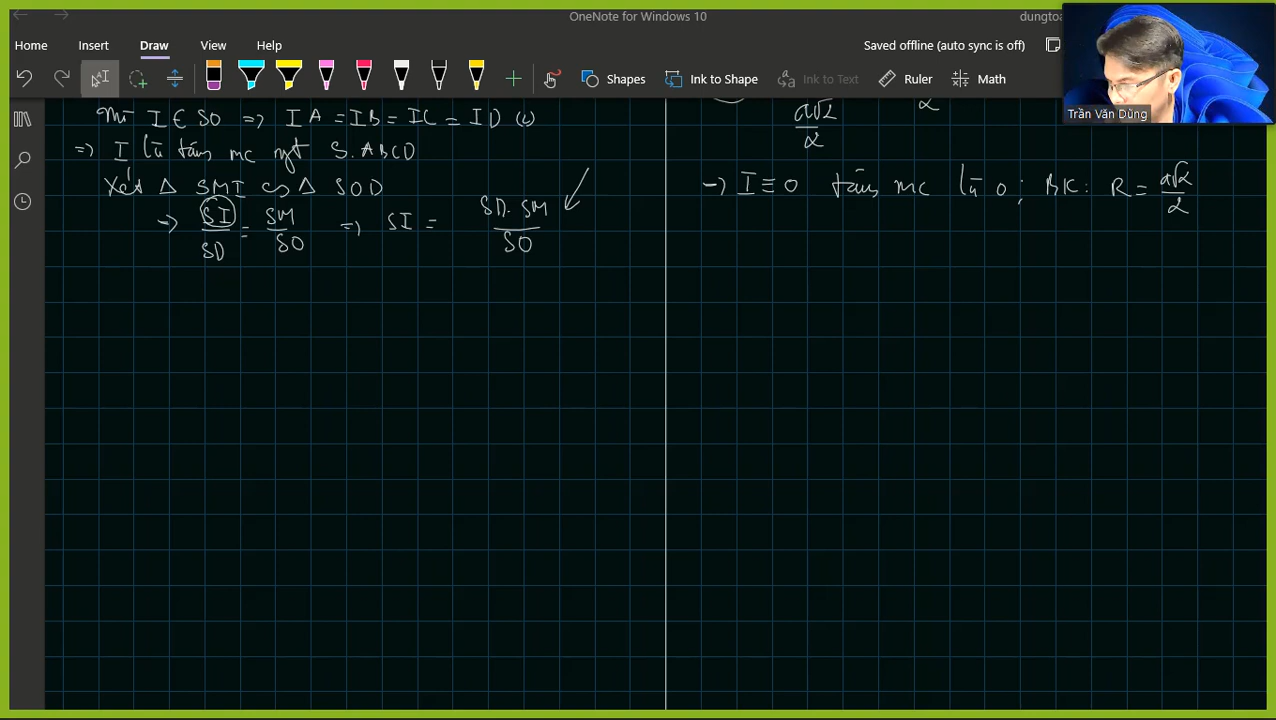 OneNote for Windows 10
dungtoa
Home Insert Draw View Help
Saved offline (auto sync is off)
Shapes Ink to Shape Ink to Text Ruler Math
Trần Văn Dũng
Mà I ∈ SO => IA = IB = IC = ID (2)
=> I là tâm mc ngt S.ABCD
Xét Δ SMI ∽ Δ SOD
=> SI/SD = SM/SO => SI = SD.SM/SO
a√2/2
2
=> I ≡ O tâm mc là O; BK: R = a√2/2